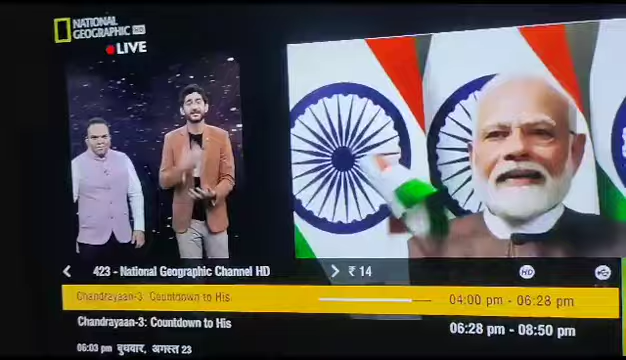 NATIONAL
GEOGRAPHIC HD
LIVE
423 - National Geographic Channel HD
₹ 14
HD
Chandrayaan-3: Countdown to His
04:00 pm - 06:28 pm
Chandrayaan-3: Countdown to His
06:28 pm - 08:50 pm
06:03 pm बुधवार, अगस्त 23